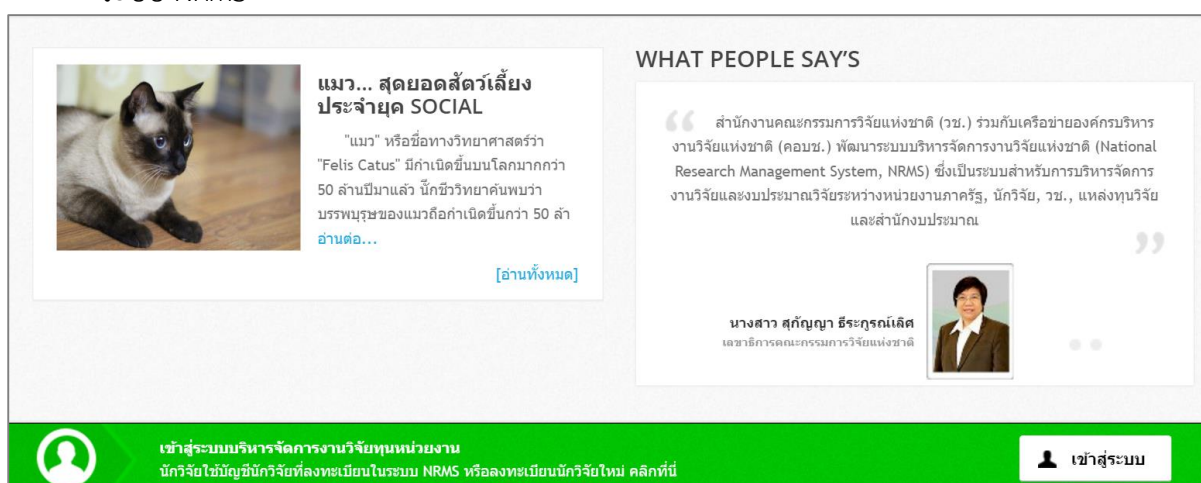 แมว... สุดยอดสัตว์เลี้ยง
ประจำยุค SOCIAL
"แมว" หรือชื่อทางวิทยาศาสตร์ว่า
"Felis Catus" มีกำเนิดขึ้นบนโลกมากกว่า
50 ล้านปีมาแล้ว นักชีววิทยาค้นพบว่า
บรรพบุรุษของแมวถือกำเนิดขึ้นกว่า 50 ล้า
อ่านต่อ...
[อ่านทั้งหมด]
WHAT PEOPLE SAY'S
สำนักงานคณะกรรมการวิจัยแห่งชาติ (วช.) ร่วมกับเครือข่ายองค์กรบริหาร
งานวิจัยแห่งชาติ (คอบช.) พัฒนาระบบบริหารจัดการงานวิจัยแห่งชาติ (National
Research Management System, NRMS) ซึ่งเป็นระบบสำหรับการบริหารจัดการ
งานวิจัยและงบประมาณวิจัยระหว่างหน่วยงานภาครัฐ, นักวิจัย, วช., แหล่งทุนวิจัย
และสำนักงบประมาณ
นางสาว สุกัญญา ธีระกูรณ์เลิศ
เลขาธิการคณะกรรมการวิจัยแห่งชาติ
เข้าสู่ระบบบริหารจัดการงานวิจัยทุนหน่วยงาน
นักวิจัยใช้บัญชีนักวิจัยที่ลงทะเบียนในระบบ NRMS หรือลงทะเบียนนักวิจัยใหม่ คลิกที่นี่
เข้าสู่ระบบ